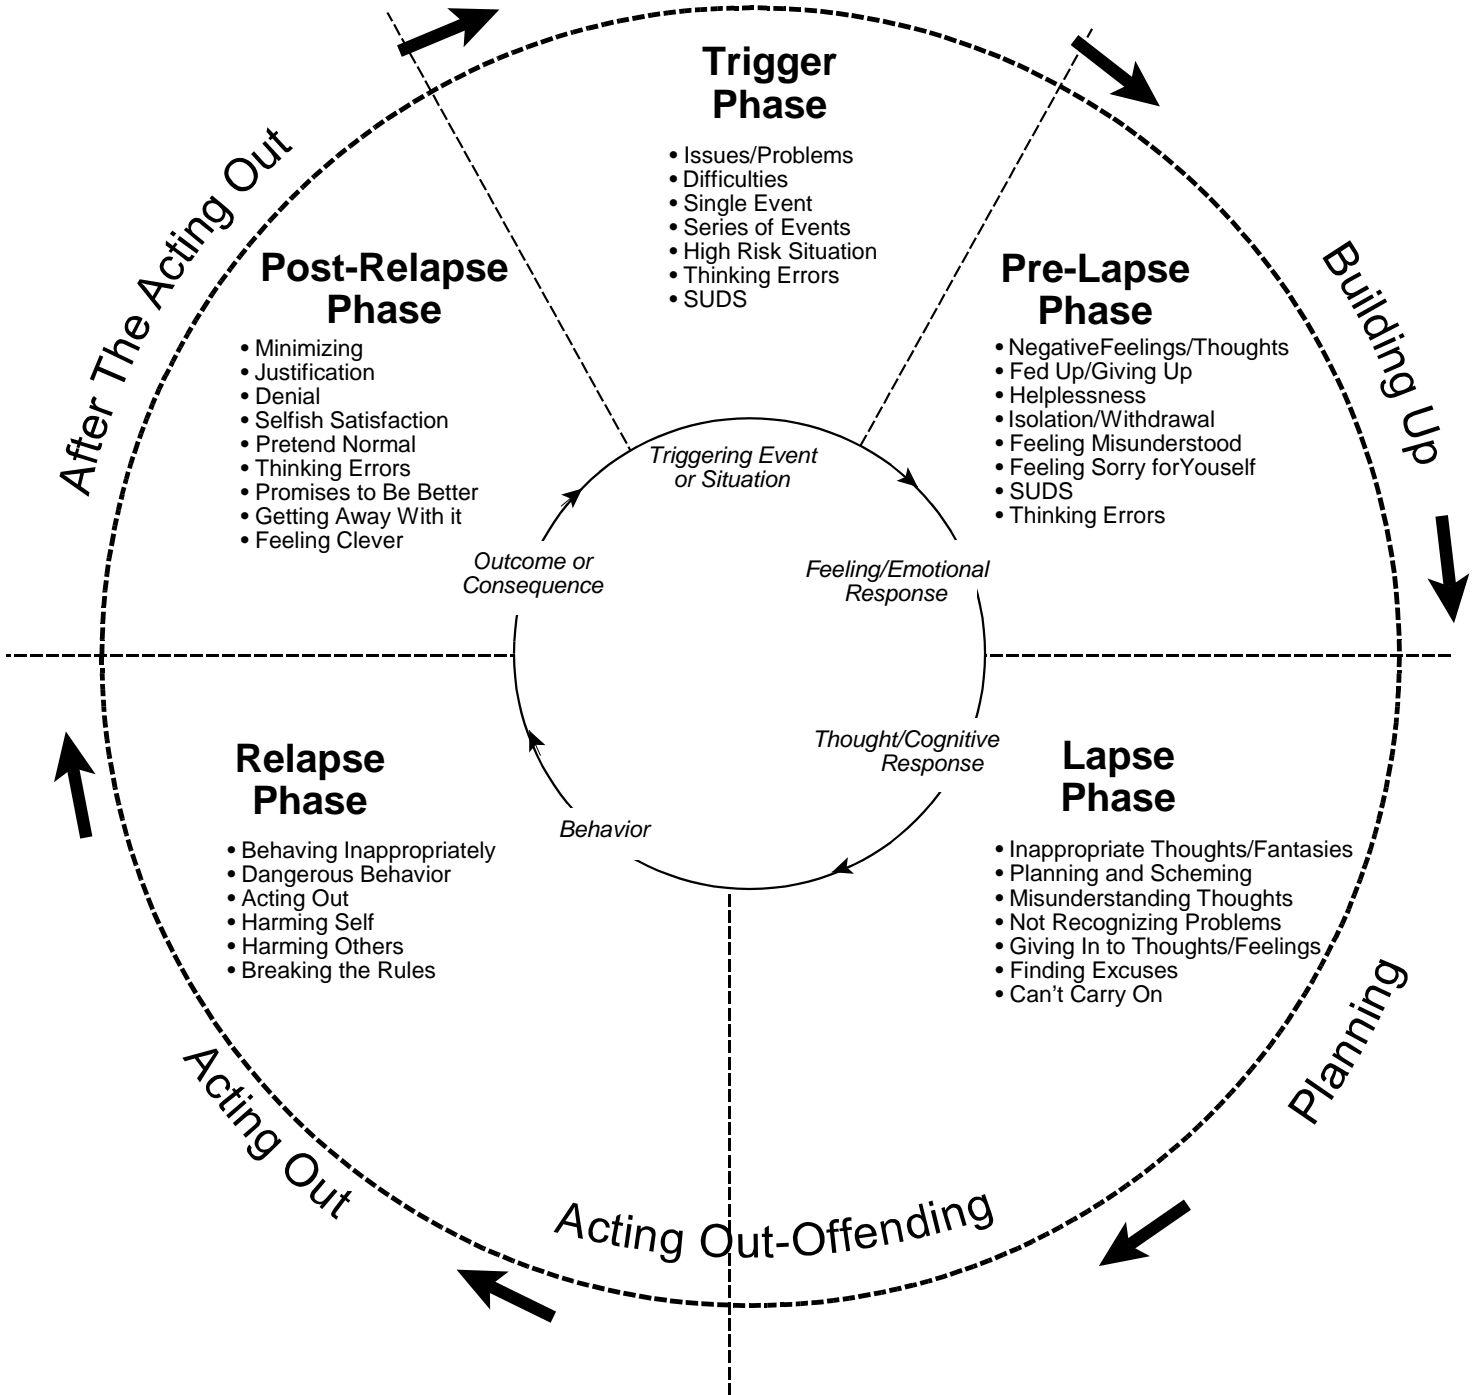 Trigger
Phase
• Issues/Problems
• Difficulties
• Single Event
• Series of Events
• High Risk Situation
• Thinking Errors
• SUDS
Building Up
Pre-Lapse
Phase
• NegativeFeelings/Thoughts
• Fed Up/Giving Up
• Helplessness
• Isolation/Withdrawal
• Feeling Misunderstood
• Feeling Sorry forYouself
• SUDS
• Thinking Errors
Planning
Lapse
Phase
• Inappropriate Thoughts/Fantasies
• Planning and Scheming
• Misunderstanding Thoughts
• Not Recognizing Problems
• Giving In to Thoughts/Feelings
• Finding Excuses
• Can’t Carry On
Acting Out-Offending
Acting Out
Relapse
Phase
• Behaving Inappropriately
• Dangerous Behavior
• Acting Out
• Harming Self
• Harming Others
• Breaking the Rules
After The Acting Out
Post-Relapse
Phase
• Minimizing
• Justification
• Denial
• Selfish Satisfaction
• Pretend Normal
• Thinking Errors
• Promises to Be Better
• Getting Away With it
• Feeling Clever
Triggering Event
or Situation
Feeling/Emotional
Response
Thought/Cognitive
Response
Behavior
Outcome or
Consequence